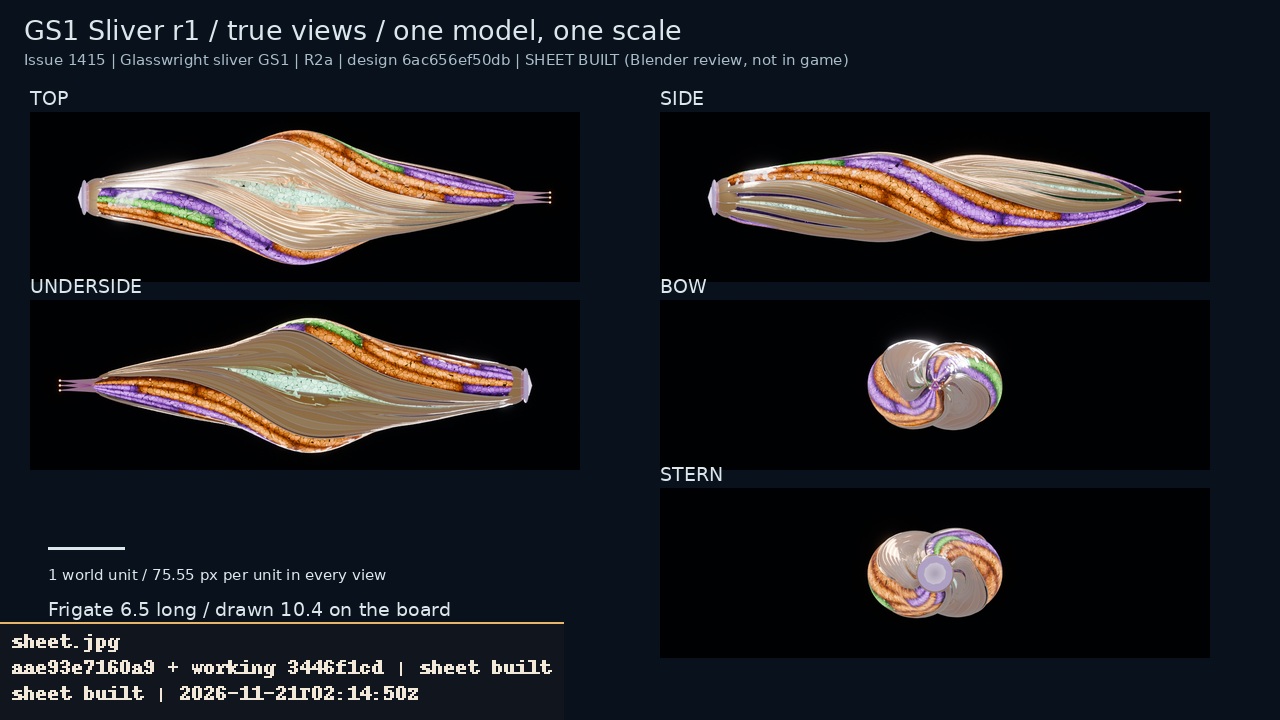 GS1 Sliver r1 / true views / one model, one scale
Issue 1415 | Glasswright sliver GS1 | R2a | design 6ac656ef50db | SHEET BUILT (Blender review, not in game)
TOP
SIDE
UNDERSIDE
BOW
STERN
1 world unit / 75.55 px per unit in every view
Frigate 6.5 long / drawn 10.4 on the board
sheet.jpg
aae93e7160a9 + working 3446f1cd | sheet built
sheet built | 2026-11-21T02:14:50Z